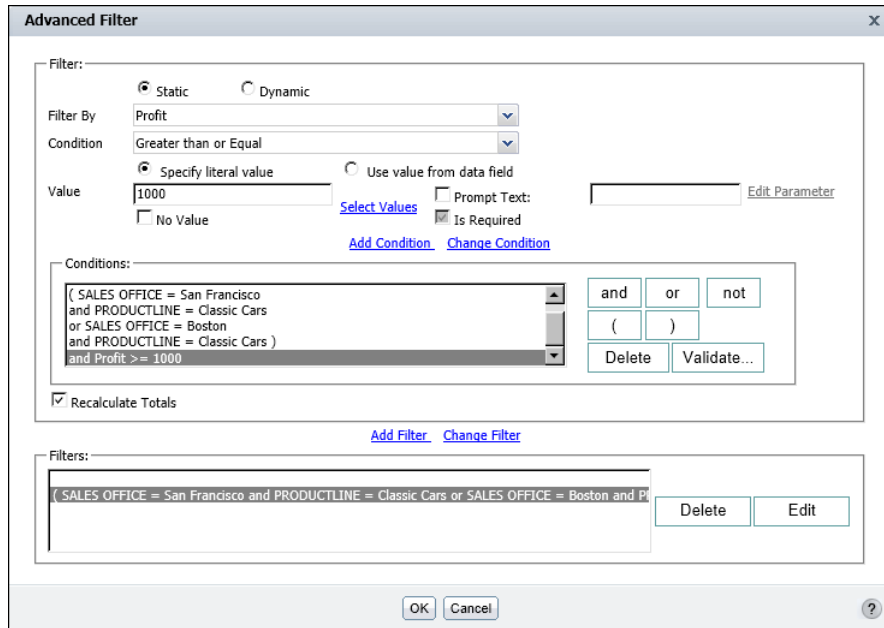 Advanced Filter x
Filter:
Static Dynamic
Filter By Profit
Condition Greater than or Equal
Specify literal value Use value from data field
Value 1000 Select Values Prompt Text: Edit Parameter
No Value Is Required
Add Condition Change Condition
Conditions:
( SALES OFFICE = San Francisco
and PRODUCTLINE = Classic Cars
or SALES OFFICE = Boston
and PRODUCTLINE = Classic Cars )
and Profit >= 1000
and or not
( )
Delete Validate...
Recalculate Totals
Add Filter Change Filter
Filters:
( SALES OFFICE = San Francisco and PRODUCTLINE = Classic Cars or SALES OFFICE = Boston and
Delete Edit
OK Cancel ?